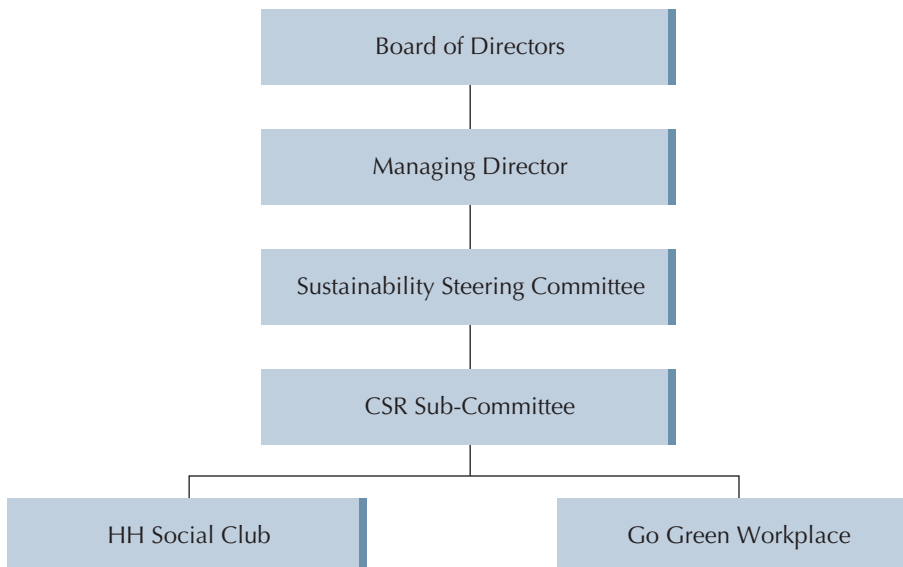 Board of Directors
Managing Director
Sustainability Steering Committee
CSR Sub-Committee
HH Social Club
Go Green Workplace